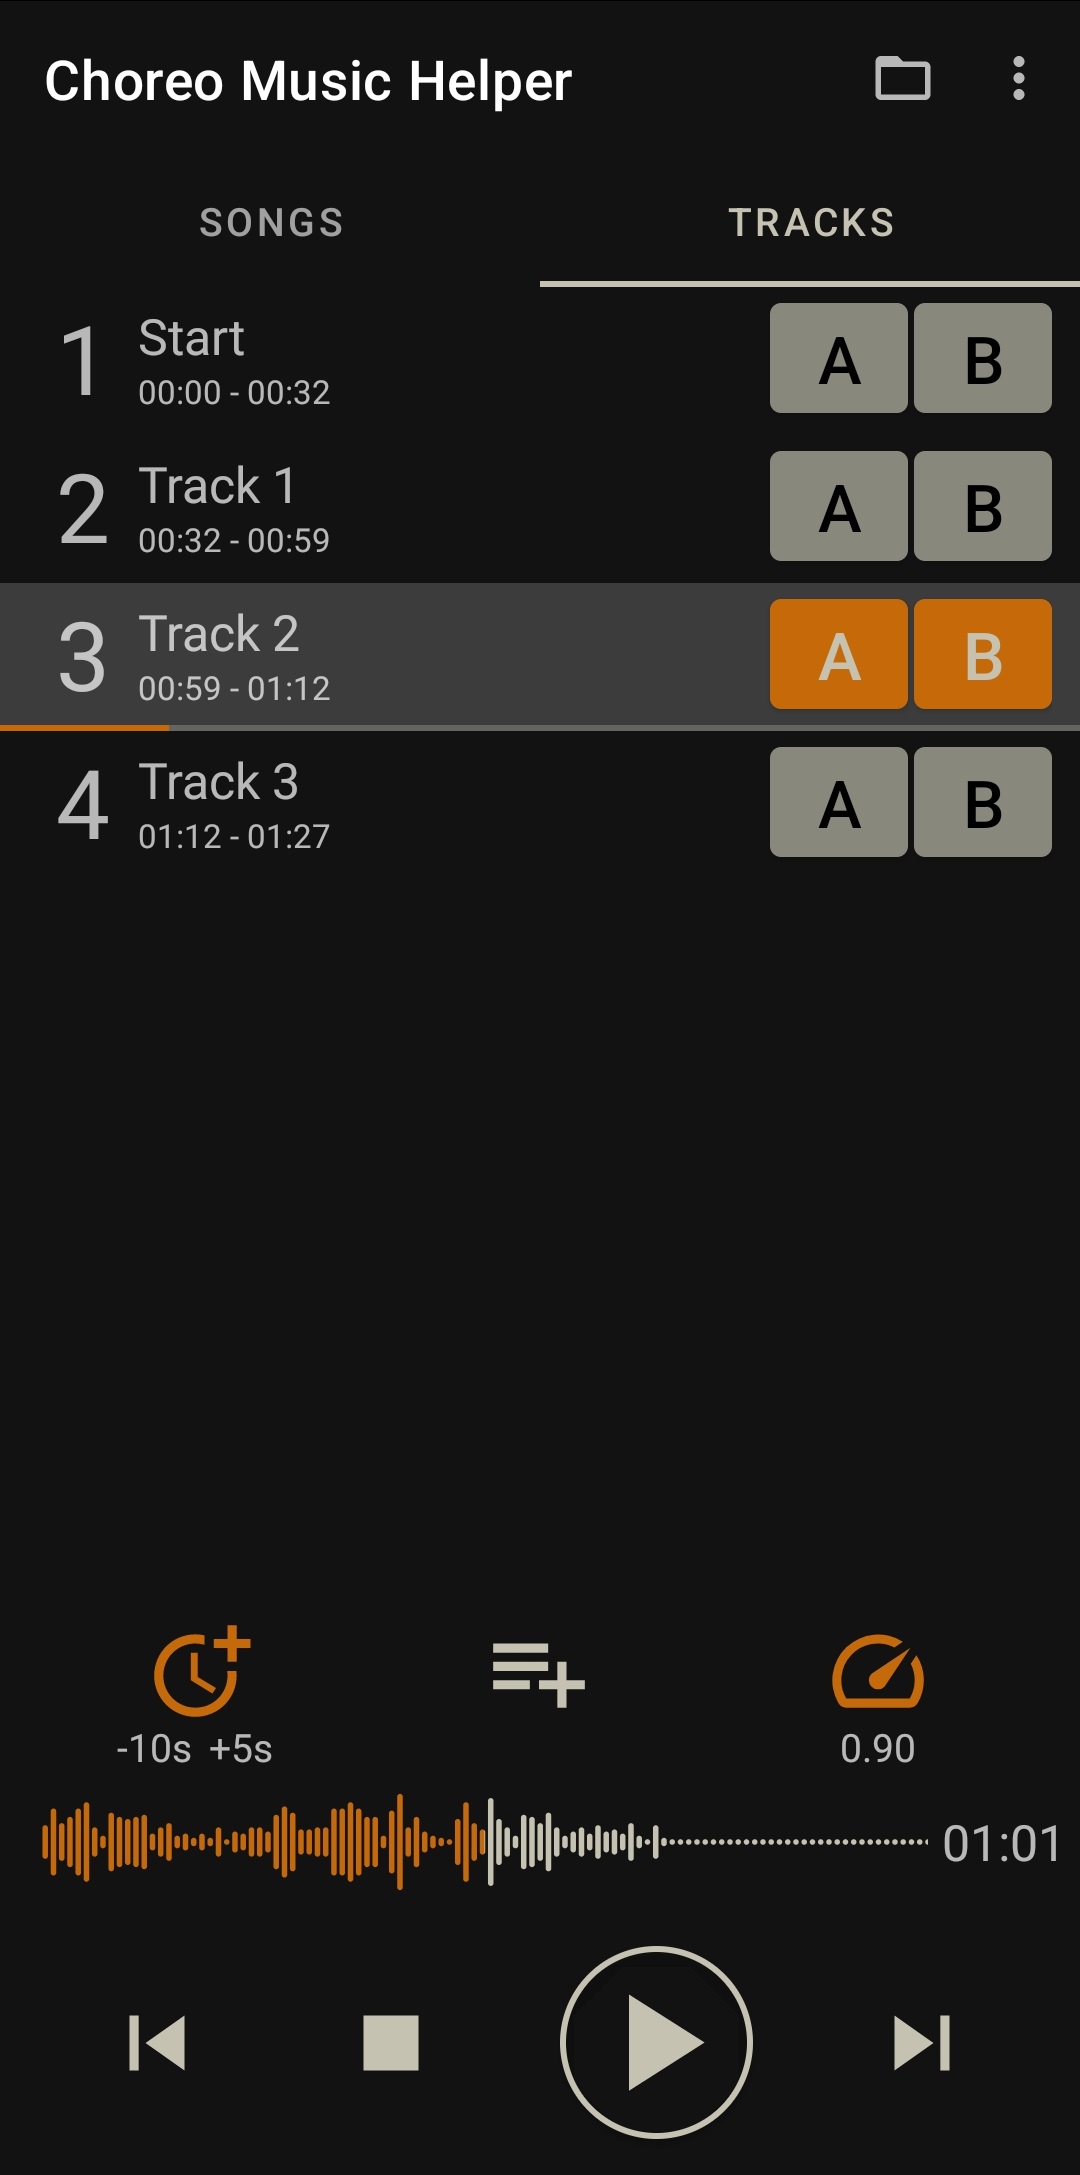 Choreo Music Helper
SONGS TRACKS
1 Start A B
00:00 - 00:32
2 Track 1 A B
00:32 - 00:59
3 Track 2 A B
00:59 - 01:12
4 Track 3 A B
01:12 - 01:27
-10s +5s 0.90
01:01